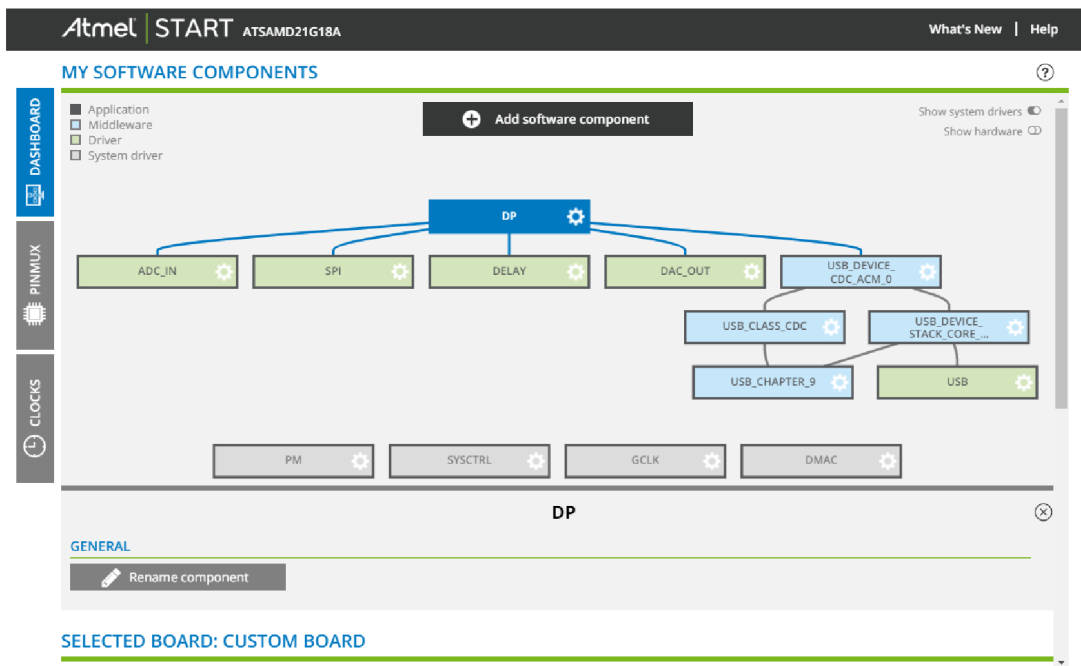 Atmel START ATSAMD21G18A
What's New | Help
MY SOFTWARE COMPONENTS
?
DASHBOARD
PINMUX
CLOCKS
Application
Middleware
Driver
System driver
Add software component
Show system drivers
Show hardware
DP
ADC_IN
SPI
DELAY
DAC_OUT
USB_DEVICE_
CDC_ACM_0
USB_CLASS_CDC
USB_DEVICE_
STACK_CORE_...
USB_CHAPTER_9
USB
PM
SYSCTRL
GCLK
DMAC
DP
GENERAL
Rename component
SELECTED BOARD: CUSTOM BOARD